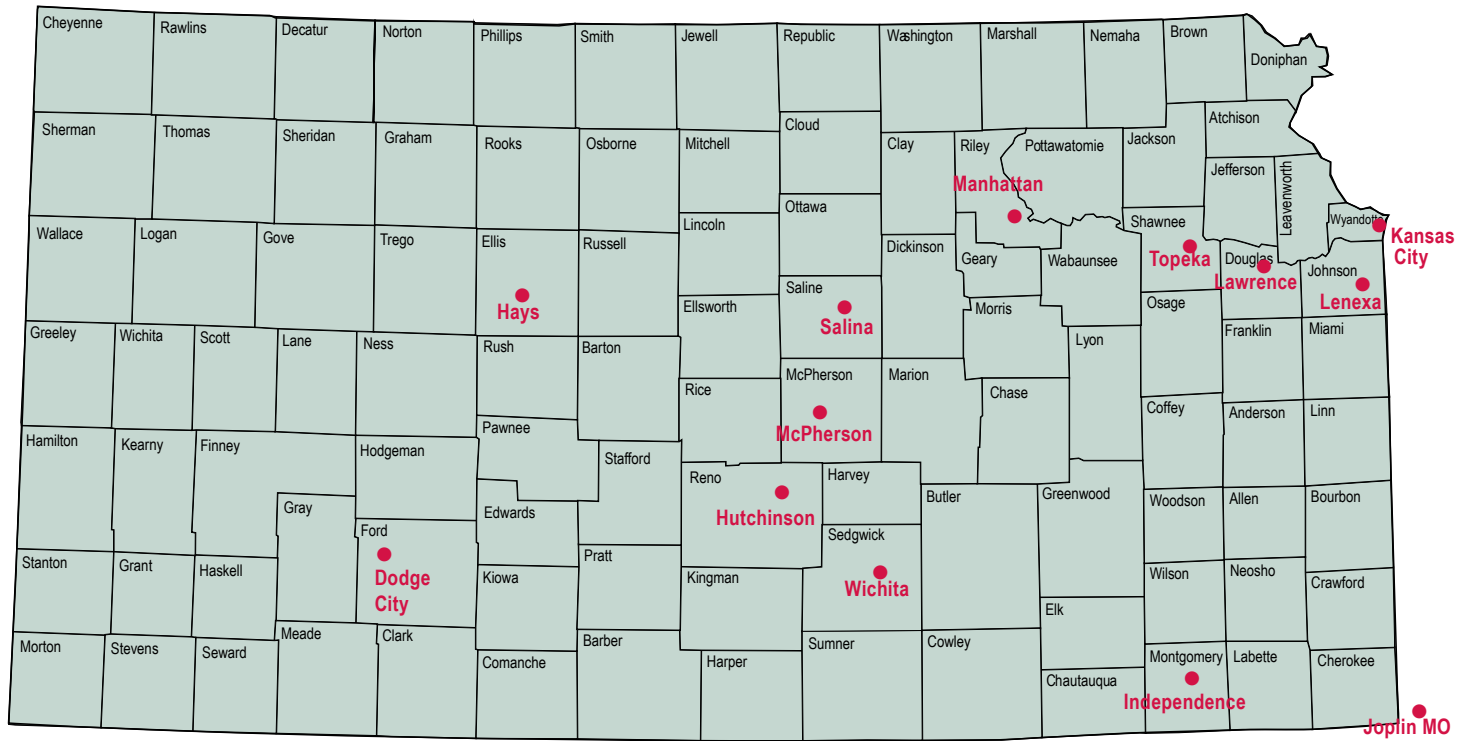 Cheyenne
Rawlins
Decatur
Norton
Phillips
Smith
Jewell
Republic
Washington
Marshall
Nemaha
Brown
Doniphan
Sherman
Thomas
Sheridan
Graham
Rooks
Osborne
Mitchell
Cloud
Clay
Riley
Pottawatomie
Jackson
Atchison
Jefferson
Leavenworth
Manhattan
Wyandotte
Kansas
City
Wallace
Logan
Gove
Trego
Ellis
Russell
Lincoln
Ottawa
Dickinson
Geary
Wabaunsee
Shawnee
Topeka
Douglas
Lawrence
Johnson
Lenexa
Hays
Ellsworth
Saline
Salina
Morris
Osage
Greeley
Wichita
Scott
Lane
Ness
Rush
Barton
Rice
McPherson
McPherson
Marion
Chase
Lyon
Franklin
Miami
Hamilton
Kearny
Finney
Hodgeman
Pawnee
Stafford
Reno
Hutchinson
Harvey
Butler
Greenwood
Coffey
Anderson
Linn
Gray
Ford
Dodge
City
Edwards
Pratt
Sedgwick
Wichita
Woodson
Allen
Bourbon
Stanton
Grant
Haskell
Kiowa
Kingman
Elk
Wilson
Neosho
Crawford
Morton
Stevens
Seward
Meade
Clark
Comanche
Barber
Harper
Sumner
Cowley
Chautauqua
Montgomery
Independence
Labette
Cherokee
Joplin MO